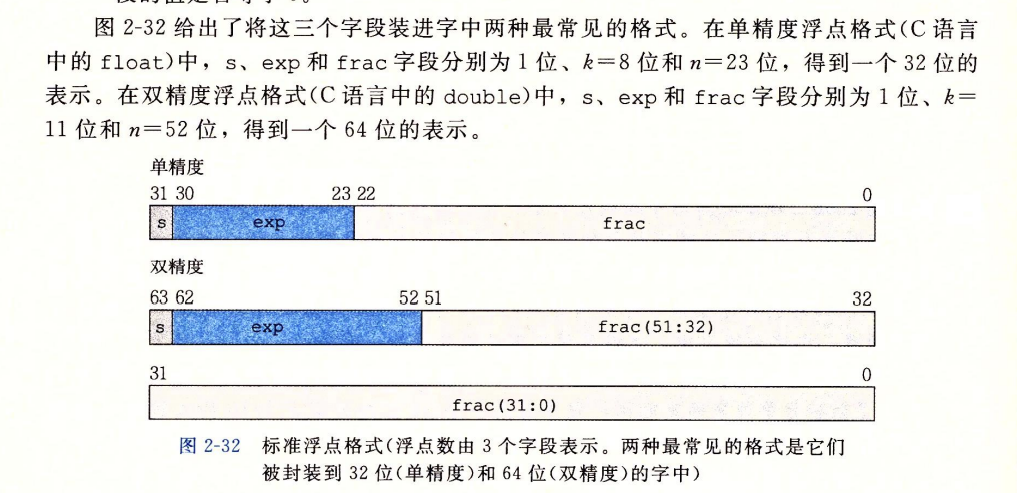 图 2-32 给出了将这三个字段装进字中两种最常见的格式。在单精度浮点格式(C 语言
中的 float)中，s、exp 和 frac 字段分别为 1 位、k=8 位和 n=23 位，得到一个 32 位的
表示。在双精度浮点格式(C 语言中的 double)中，s、exp 和 frac 字段分别为 1 位、k=
11 位和 n=52 位，得到一个 64 位的表示。
单精度
31 30 23 22 0
s exp frac
双精度
63 62 52 51 32
s exp frac(51:32)
31 0
frac(31:0)
图 2-32 标准浮点格式(浮点数由 3 个字段表示。两种最常见的格式是它们
被封装到 32 位(单精度)和 64 位(双精度)的字中)